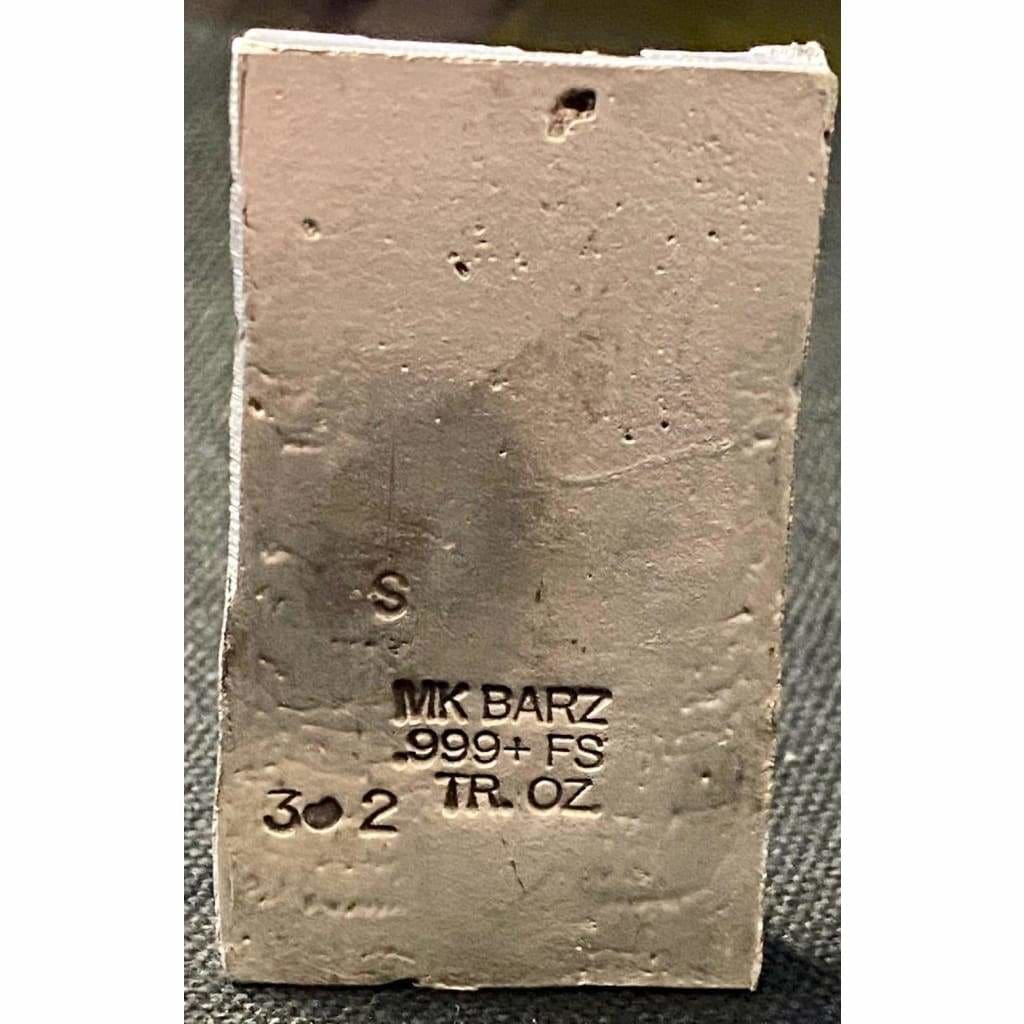 S
MK BARZ
.999+ FS
TR. OZ
3.2